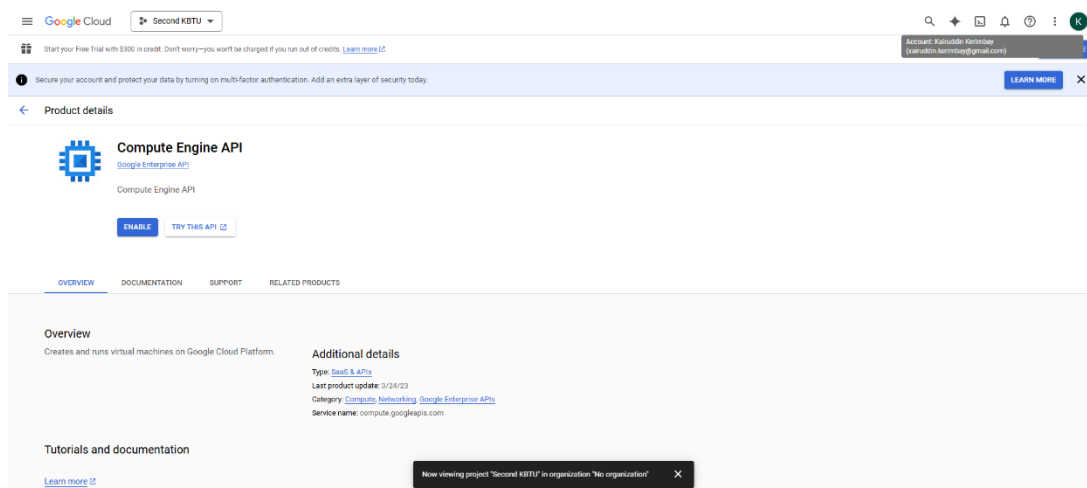 Google Cloud
Second KBTU
Start your Free Trial with $300 in credit. Don't worry—you won't be charged if you run out of credits. Learn more
Account: Kairuddin Kerimbay
(xairuddin.kerimbay@gmail.com)
Secure your account and protect your data by turning on multi-factor authentication. Add an extra layer of security today.
LEARN MORE
Product details
Compute Engine API
Google Enterprise API
Compute Engine API
ENABLE
TRY THIS API
OVERVIEW
DOCUMENTATION
SUPPORT
RELATED PRODUCTS
Overview
Creates and runs virtual machines on Google Cloud Platform.
Additional details
Type: SaaS & APIs
Last product update: 3/24/23
Category: Compute, Networking, Google Enterprise APIs
Service name: compute.googleapis.com
Tutorials and documentation
Learn more
Now viewing project "Second KBTU" in organization "No organization"
K